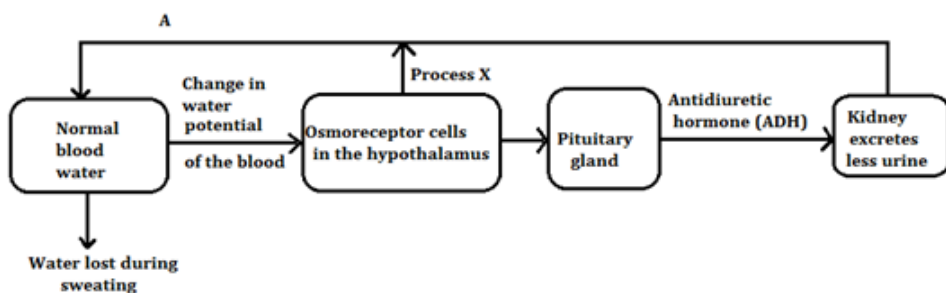 A
Process X
Change in
water
potential
of the blood
Normal
blood
water
Osmoreceptor cells
in the hypothalamus
Pituitary
gland
Antidiuretic
hormone (ADH)
Kidney
excretes
less urine
Water lost during
sweating